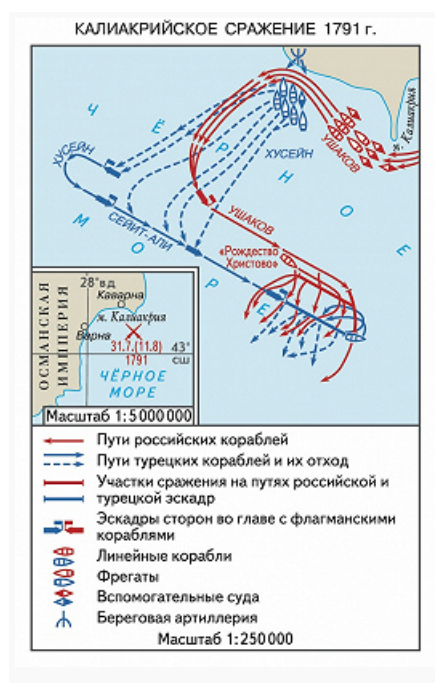 КАЛИАКРИЙСКОЕ СРАЖЕНИЕ 1791 г.
м. Калиакрия
УШАКОВ
ХУСЕЙН
ЧЁРНОЕ
ХУСЕЙН
СЕЙИТ-АЛИ
УШАКОВ
«Рождество
Христово»
МОРЕ
28°в.д
Каварна
м. Калиакрия
Варна
31.7.(11.8)
1791
43°
сш
ОСМАНСКАЯ
ИМПЕРИЯ
ЧЁРНОЕ
МОРЕ
Масштаб 1:5 000 000
Пути российских кораблей
Пути турецких кораблей и их отход
Участки сражения на путях российской и
турецкой эскадр
Эскадры сторон во главе с флагманскими
кораблями
Линейные корабли
Фрегаты
Вспомогательные суда
Береговая артиллерия
Масштаб 1:250 000